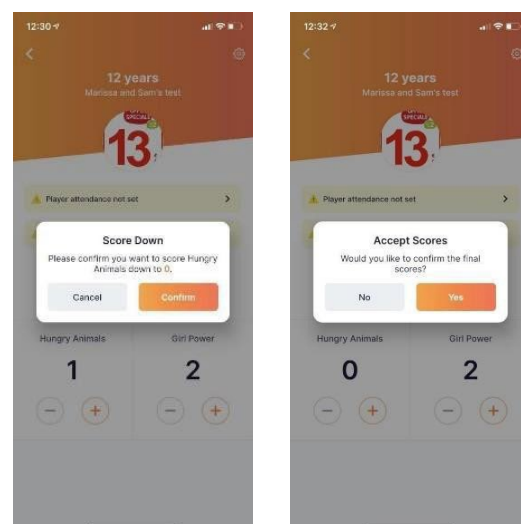 12:30
12 years
Marissa and Sam's test
SPECIALE
13
Player attendance not set
Score Down
Please confirm you want to score Hungry
Animals down to 0.
Cancel
Confirm
Hungry Animals
Girl Power
1
2
12:32
12 years
Marissa and Sam's test
SPECIALE
13
Player attendance not set
Accept Scores
Would you like to confirm the final
scores?
No
Yes
Hungry Animals
Girl Power
0
2